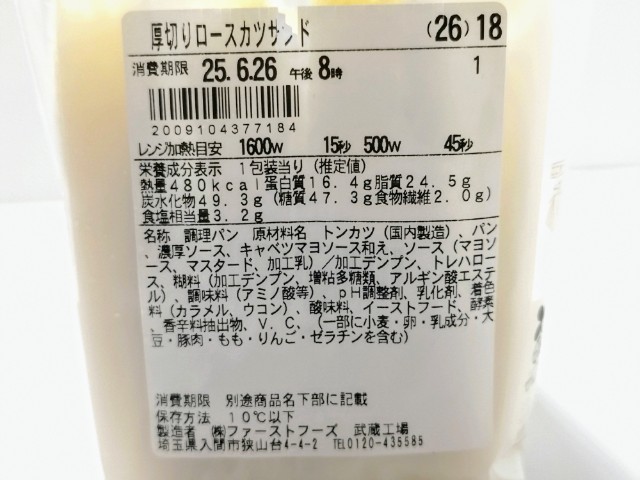 厚切りロースカツサンド (26)18
消費期限 25.6.26 午後8時 1
2009104377184
レンジ加熱目安 1600W 15秒 500W 45秒
栄養成分表示 1包装当り(推定値)
熱量480kcal蛋白質16.4g脂質24.5g
炭水化物49.3g(糖質47.3g食物繊維2.0g)
食塩相当量3.2g
名称 調理パン 原材料名 トンカツ(国内製造)、パン
、濃厚ソース、キャベツマヨソース和え、ソース(マヨソ
ース、マスタード、加工乳)/加工デンプン、トレハロー
ス、糊料(加工デンプン、増粘多糖類、アルギン酸エステ
ル)、調味料(アミノ酸等)、pH調整剤、乳化剤、着色
料(カラメル、ウコン)、酸味料、イーストフード、酵素
、香辛料抽出物、V.C、(一部に小麦・卵・乳成分・大
豆・豚肉・もも・りんご・ゼラチンを含む)
消費期限 別途商品名下部に記載
保存方法 10℃以下
製造者 (株)ファーストフーズ 武蔵工場
埼玉県入間市狭山台4-4-2 TEL0120-435585